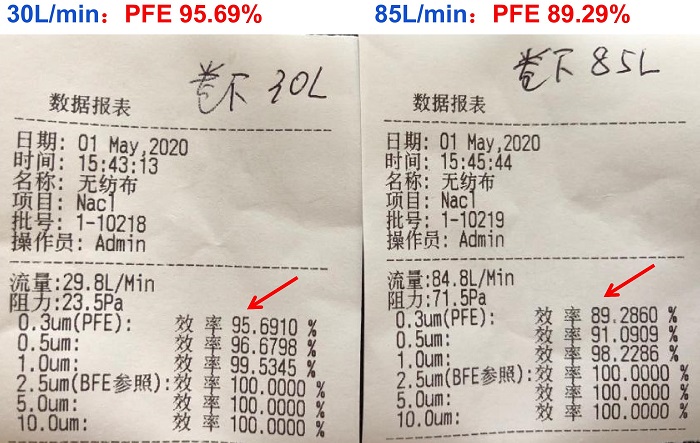 30L/min：PFE 95.69%
卷下 30L
数据报表
日期: 01 May,2020
时间: 15:43:13
名称: 无纺布
项目: Nacl
批号: 1-10218
操作员: Admin
流量:29.8L/Min
阻力:23.5Pa
0.3um(PFE): 效 率 95.6910 %
0.5um: 效 率 96.6798 %
1.0um: 效 率 99.5345 %
2.5um(BFE参照):效 率 100.0000 %
5.0um: 效 率 100.0000 %
10.0um: 效 率 100.0000 %
85L/min：PFE 89.29%
卷下 85L
数据报表
日期: 01 May,2020
时间: 15:45:44
名称: 无纺布
项目: Nacl
批号: 1-10219
操作员: Admin
流量:84.8L/Min
阻力:71.5Pa
0.3um(PFE): 效 率 89.2860 %
0.5um: 效 率 91.0909 %
1.0um: 效 率 98.2286 %
2.5um(BFE参照):效 率 100.0000 %
5.0um: 效 率 100.0000 %
10.0um: 效 率 100.0000 %